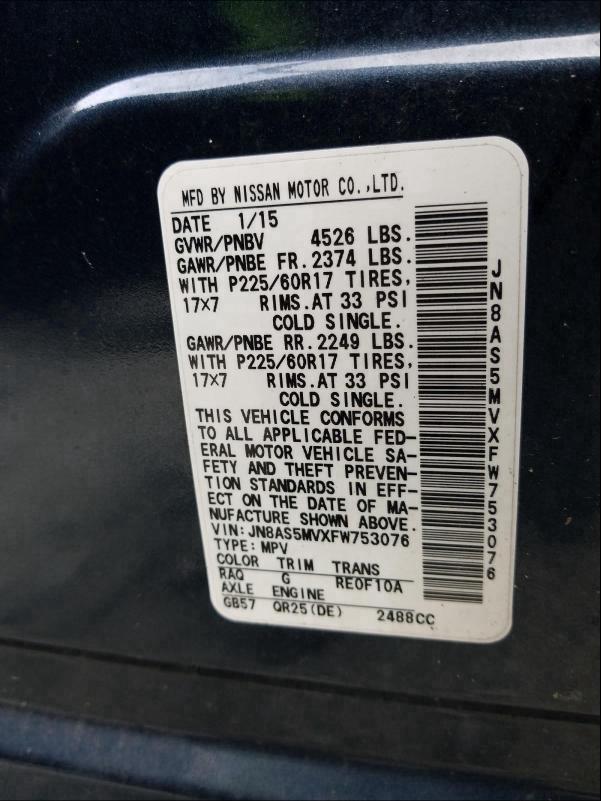 MFD BY NISSAN MOTOR CO.,LTD.
DATE 1/15
GVWR/PNBV 4526 LBS.
GAWR/PNBE FR. 2374 LBS.
WITH P225/60R17 TIRES,
17×7 RIMS.AT 33 PSI
COLD SINGLE.
GAWR/PNBE RR. 2249 LBS.
WITH P225/60R17 TIRES,
17×7 RIMS.AT 33 PSI
COLD SINGLE.
THIS VEHICLE CONFORMS
TO ALL APPLICABLE FED-
ERAL MOTOR VEHICLE SA-
FETY AND THEFT PREVEN-
TION STANDARDS IN EFF-
ECT ON THE DATE OF MA-
NUFACTURE SHOWN ABOVE.
VIN:JN8AS5MVXFW753076
TYPE: MPV
COLOR TRIM TRANS
RAQ G RE0F10A
AXLE ENGINE
GB57 QR25(DE) 2488CC
JN8AS5MVXFW753076